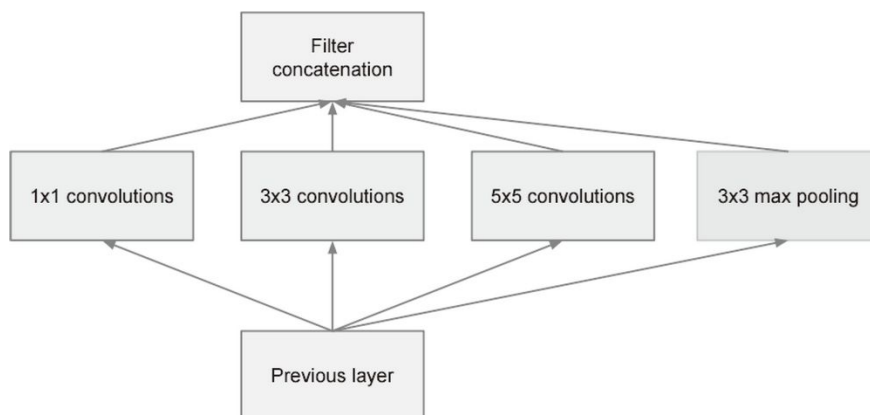 Filter
concatenation
1x1 convolutions
3x3 convolutions
5x5 convolutions
3x3 max pooling
Previous layer